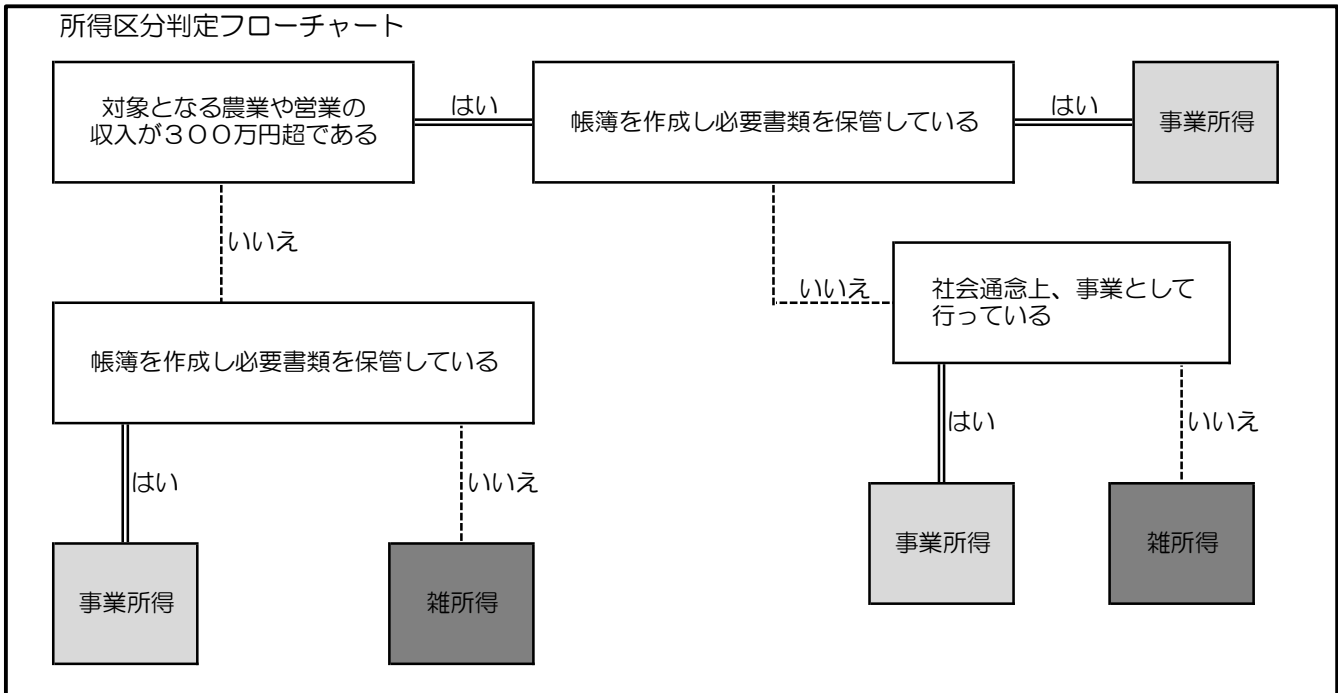 所得区分判定フローチャート
対象となる農業や営業の
収入が３００万円超である
はい
帳簿を作成し必要書類を保管している
はい
事業所得
いいえ
いいえ
社会通念上、事業として
行っている
帳簿を作成し必要書類を保管している
はい
いいえ
はい
いいえ
事業所得
雑所得
事業所得
雑所得